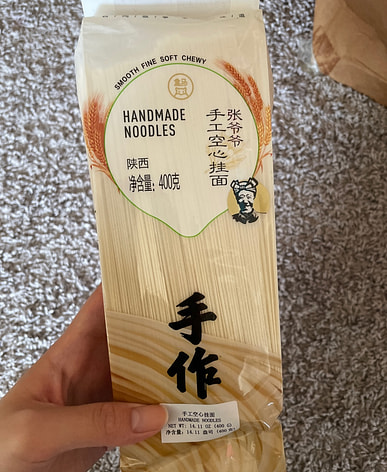 SMOOTH FINE SOFT CHEWY
HANDMADE
NOODLES
张爷爷
手工空心挂面
陕西
净含量: 400克
手作
手工空心挂面
HANDMADE NOODLES
NET WT: 14.11 OZ (400 G)
净含量: 14.11 盎司 (400 克)